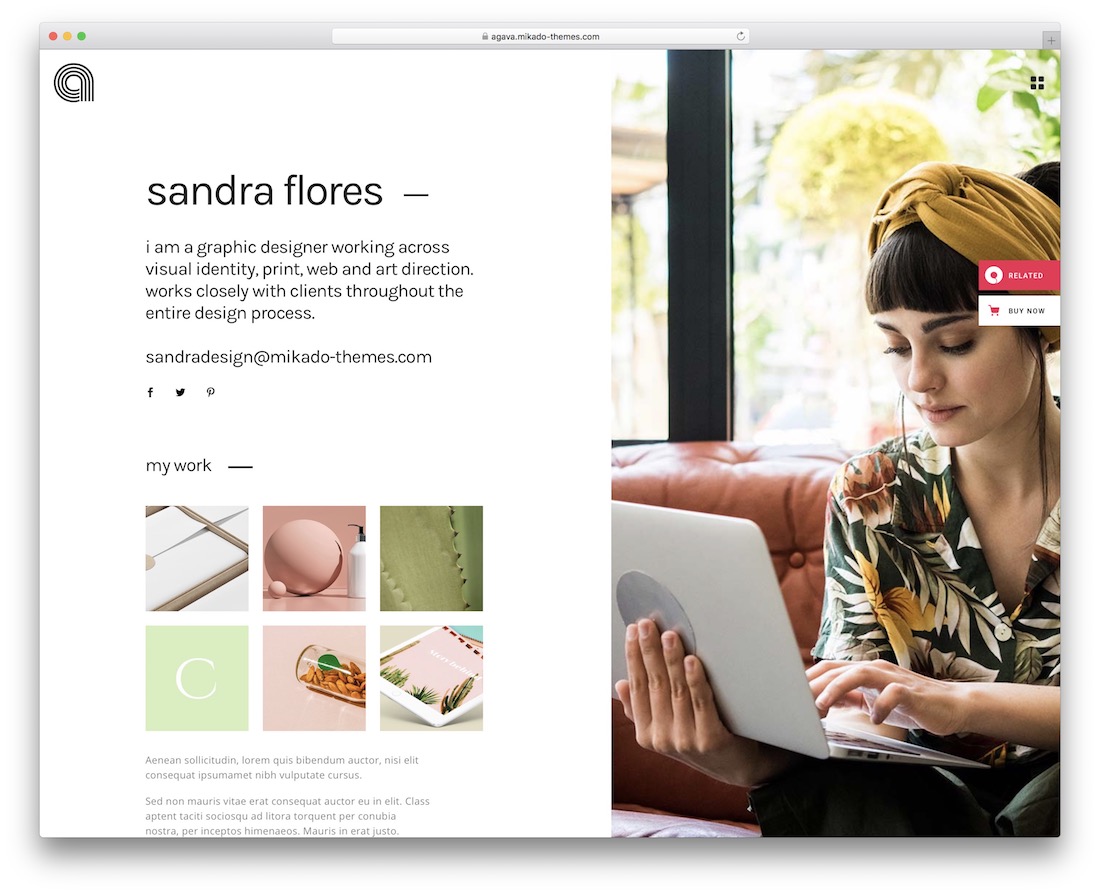 agava.mikado-themes.com
sandra flores —
i am a graphic designer working across
visual identity, print, web and art direction.
works closely with clients throughout the
entire design process.
sandradesign@mikado-themes.com
my work
C
Aenean sollicitudin, lorem quis bibendum auctor, nisi elit
consequat ipsumamet nibh vulputate cursus.
Sed non mauris vitae erat consequat auctor eu in elit. Class
aptent taciti sociosqu ad litora torquent per conubia
nostra, per inceptos himenaeos. Mauris in erat justo.
RELATED
BUY NOW